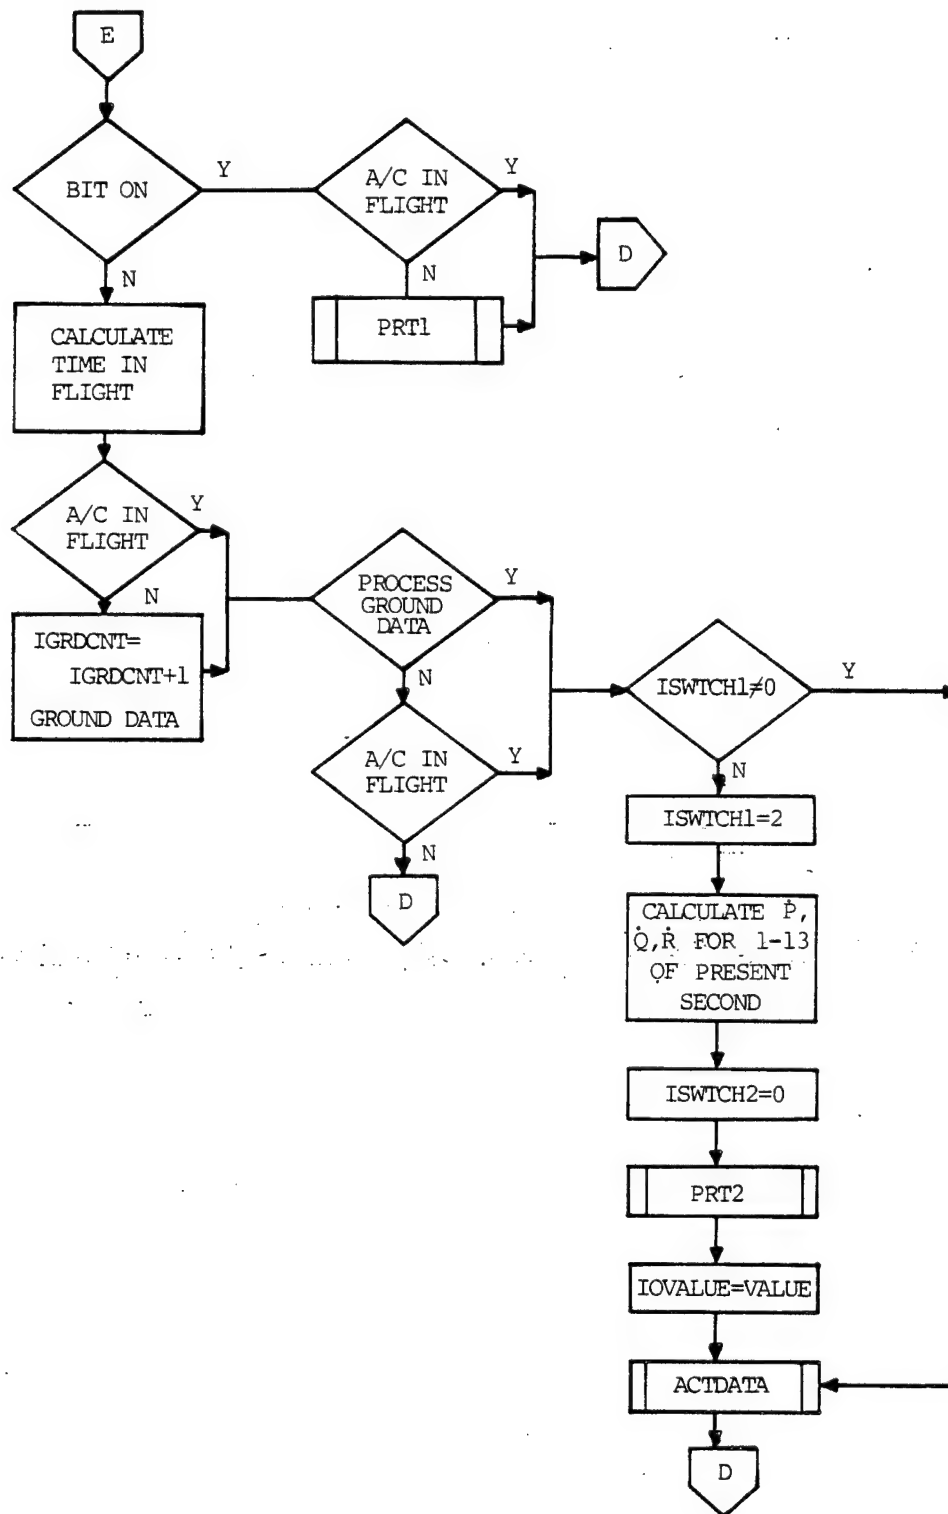 E
BIT ON
Y
A/C IN
FLIGHT
Y
D
N
N
PRT1
CALCULATE
TIME IN
FLIGHT
A/C IN
FLIGHT
Y
N
IGRDCNT=
IGRDCNT+1
GROUND DATA
PROCESS
GROUND
DATA
Y
N
A/C IN
FLIGHT
Y
N
D
ISWTCH1≠0
Y
N
ISWTCH1=2
CALCULATE Ṗ,
Q̇,Ṙ FOR 1-13
OF PRESENT
SECOND
ISWTCH2=0
PRT2
IOVALUE=VALUE
ACTDATA
D